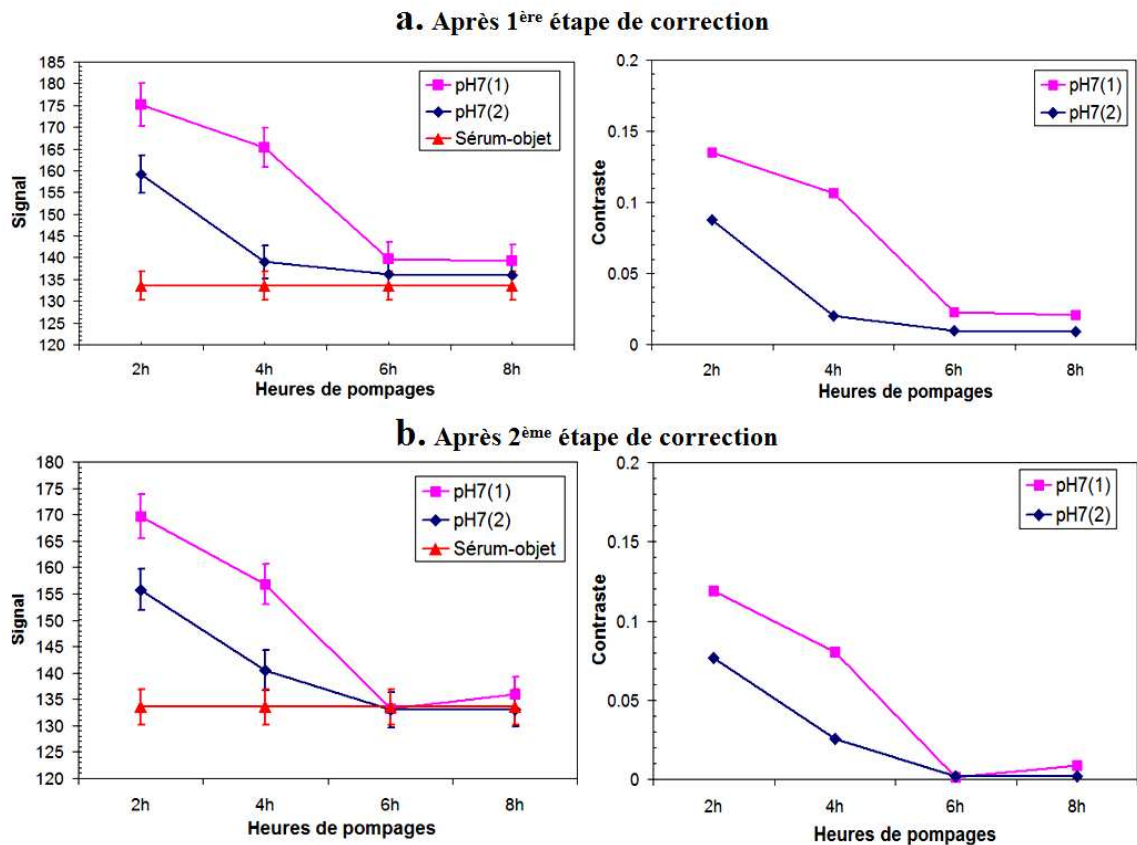 a. Après 1ère étape de correction
185
180
175
170
165
160
155
150
145
140
135
130
125
120
Signal
2h 4h 6h 8h
Heures de pompages
pH7(1)
pH7(2)
Sérum-objet
0.2
0.15
0.1
0.05
0
Contraste
2h 4h 6h 8h
Heures de pompages
pH7(1)
pH7(2)
b. Après 2ème étape de correction
180
175
170
165
160
155
150
145
140
135
130
125
120
Signal
2h 4h 6h 8h
Heures de pompages
pH7(1)
pH7(2)
Sérum-objet
0.2
0.15
0.1
0.05
0
Contraste
2h 4h 6h 8h
Heures de pompages
pH7(1)
pH7(2)